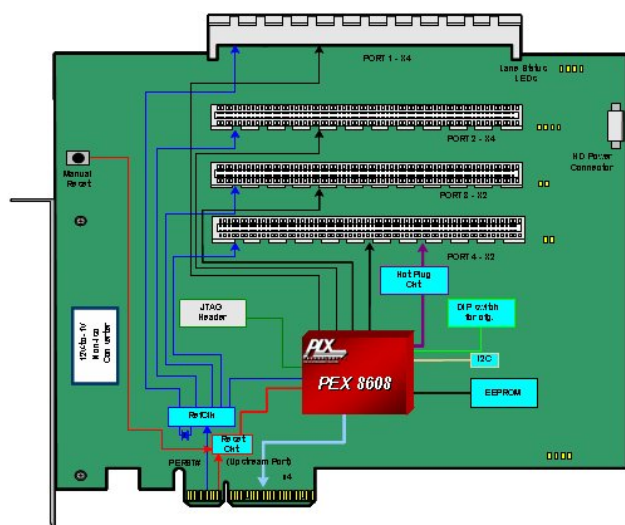 PORT 1 - X4
Lane Status
LEDs
PORT 2 - X4
Manual
Reset
HD Power
Connector
PORT 3 - X2
PORT 4 - X2
Hot Plug
Ckt
JTAG
Header
DIP switch
for cfg.
Converter
PLX
PEX 8608
I2C
EEPROM
RefClk
Reset
Ckt
PERST#
(Upstream Port)
x4